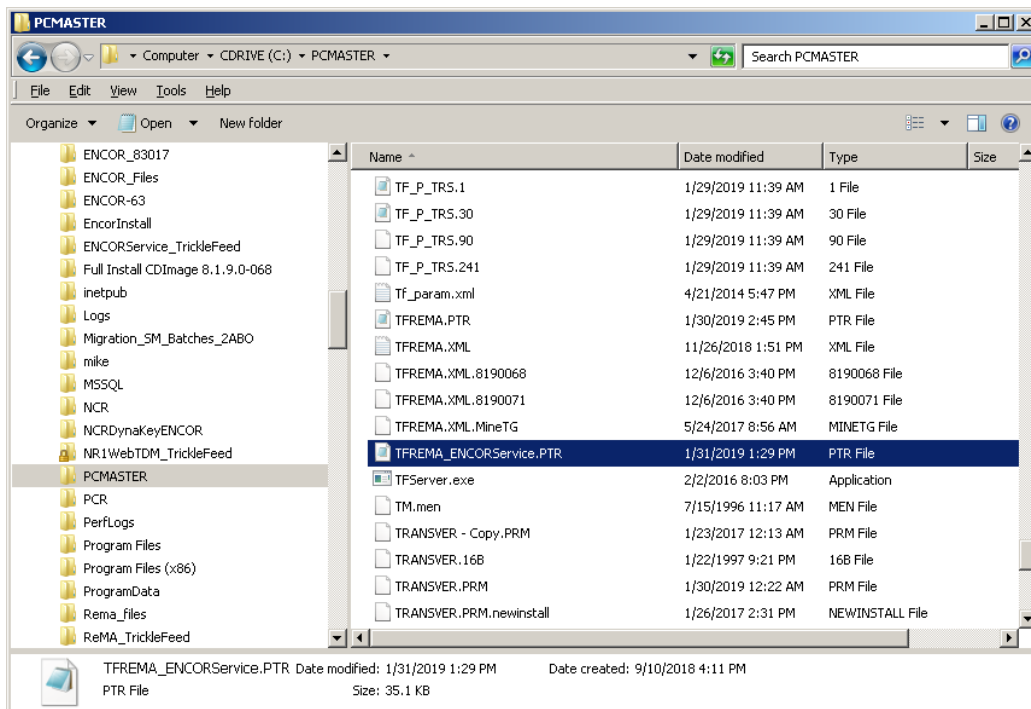 PCMASTER
Computer CDRIVE (C:) PCMASTER
Search PCMASTER
File Edit View Tools Help
Organize Open New folder
ENCOR_83017
ENCOR_Files
ENCOR-63
EncorInstall
ENCORService_TrickleFeed
Full Install CDImage 8.1.9.0-068
inetpub
Logs
Migration_SM_Batches_2ABO
mike
MSSQL
NCR
NCRDynaKeyENCOR
NR1WebTDM_TrickleFeed
PCMASTER
PCR
PerfLogs
Program Files
Program Files (x86)
ProgramData
Rema_files
ReMA_TrickleFeed
Name Date modified Type Size
TF_P_TRS.1 1/29/2019 11:39 AM 1 File
TF_P_TRS.30 1/29/2019 11:39 AM 30 File
TF_P_TRS.90 1/29/2019 11:39 AM 90 File
TF_P_TRS.241 1/29/2019 11:39 AM 241 File
Tf_param.xml 4/21/2014 5:47 PM XML File
TFREMA.PTR 1/30/2019 2:45 PM PTR File
TFREMA.XML 11/26/2018 1:51 PM XML File
TFREMA.XML.8190068 12/6/2016 3:40 PM 8190068 File
TFREMA.XML.8190071 12/6/2016 3:40 PM 8190071 File
TFREMA.XML.MineTG 5/24/2017 8:56 AM MINETG File
TFREMA_ENCORService.PTR 1/31/2019 1:29 PM PTR File
TFServer.exe 2/2/2016 8:03 PM Application
TM.men 7/15/1996 11:17 AM MEN File
TRANSVER - Copy.PRM 1/23/2017 12:13 AM PRM File
TRANSVER.16B 1/22/1997 9:21 PM 16B File
TRANSVER.PRM 1/30/2019 12:22 AM PRM File
TRANSVER.PRM.newinstall 1/26/2017 2:31 PM NEWINSTALL File
TFREMA_ENCORService.PTR Date modified: 1/31/2019 1:29 PM Date created: 9/10/2018 4:11 PM
PTR File Size: 35.1 KB